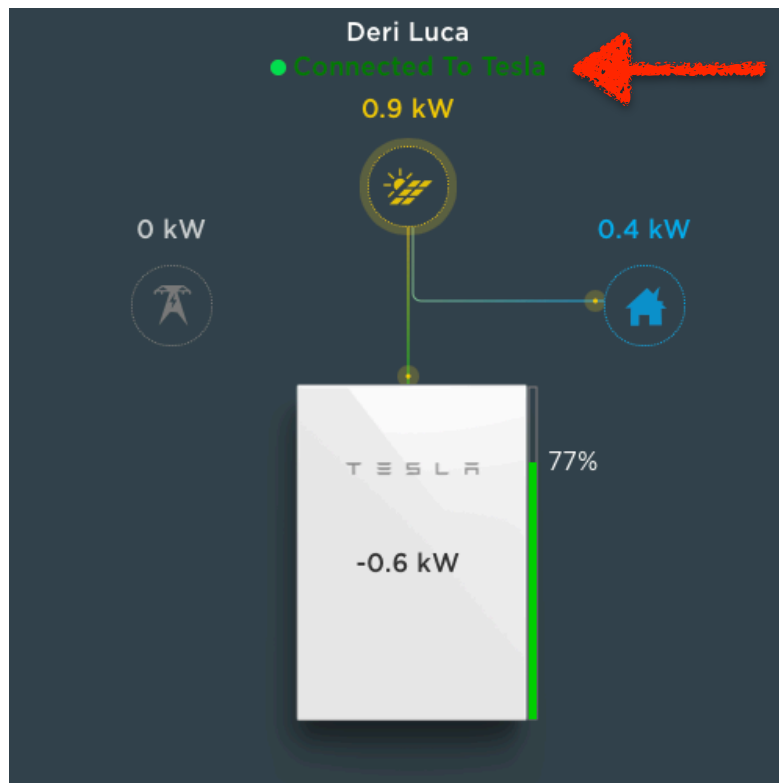 Deri Luca
Connected To Tesla
0.9 kW
0 kW
0.4 kW
TESLA
77%
-0.6 kW